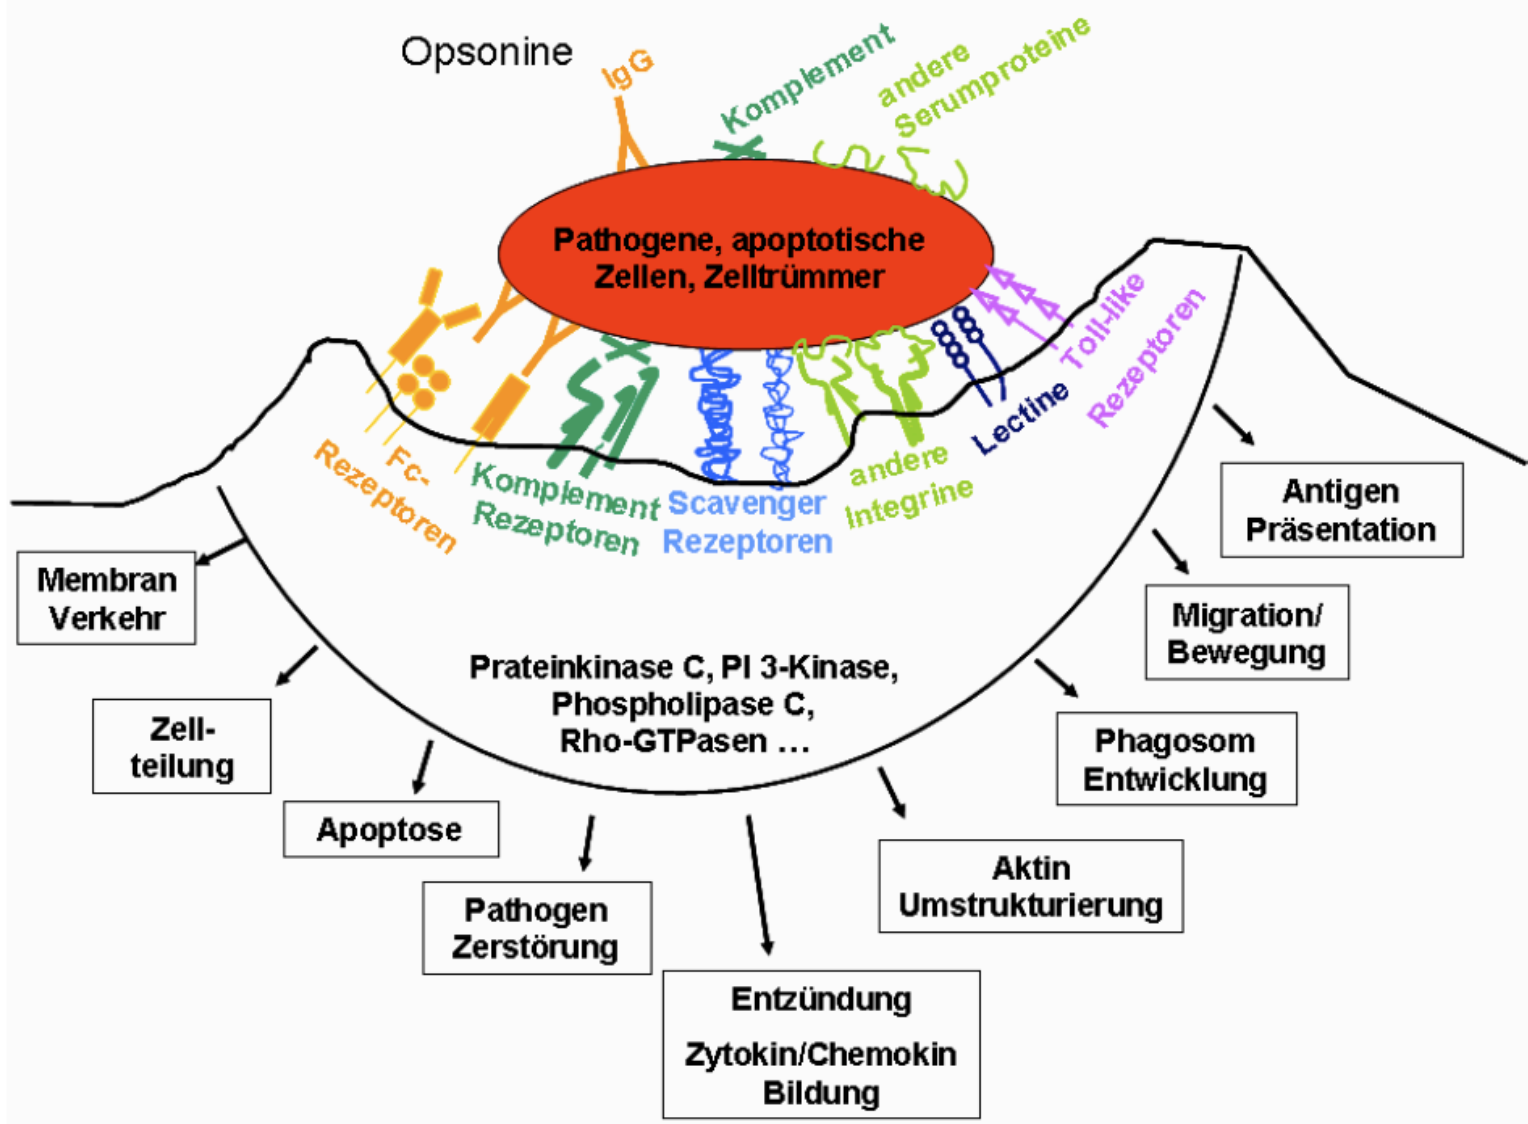 Opsonine
IgG
Komplement
andere
Serumproteine
Pathogene, apoptotische
Zellen, Zelltrümmer
Fc-
Rezeptoren
Komplement
Rezeptoren
Scavenger
Rezeptoren
andere
Integrine
Lectine
Toll-like
Rezeptoren
Prateinkinase C, PI 3-Kinase,
Phospholipase C,
Rho-GTPasen ...
Membran
Verkehr
Zell-
teilung
Apoptose
Pathogen
Zerstörung
Entzündung
Zytokin/Chemokin
Bildung
Aktin
Umstrukturierung
Phagosom
Entwicklung
Migration/
Bewegung
Antigen
Präsentation